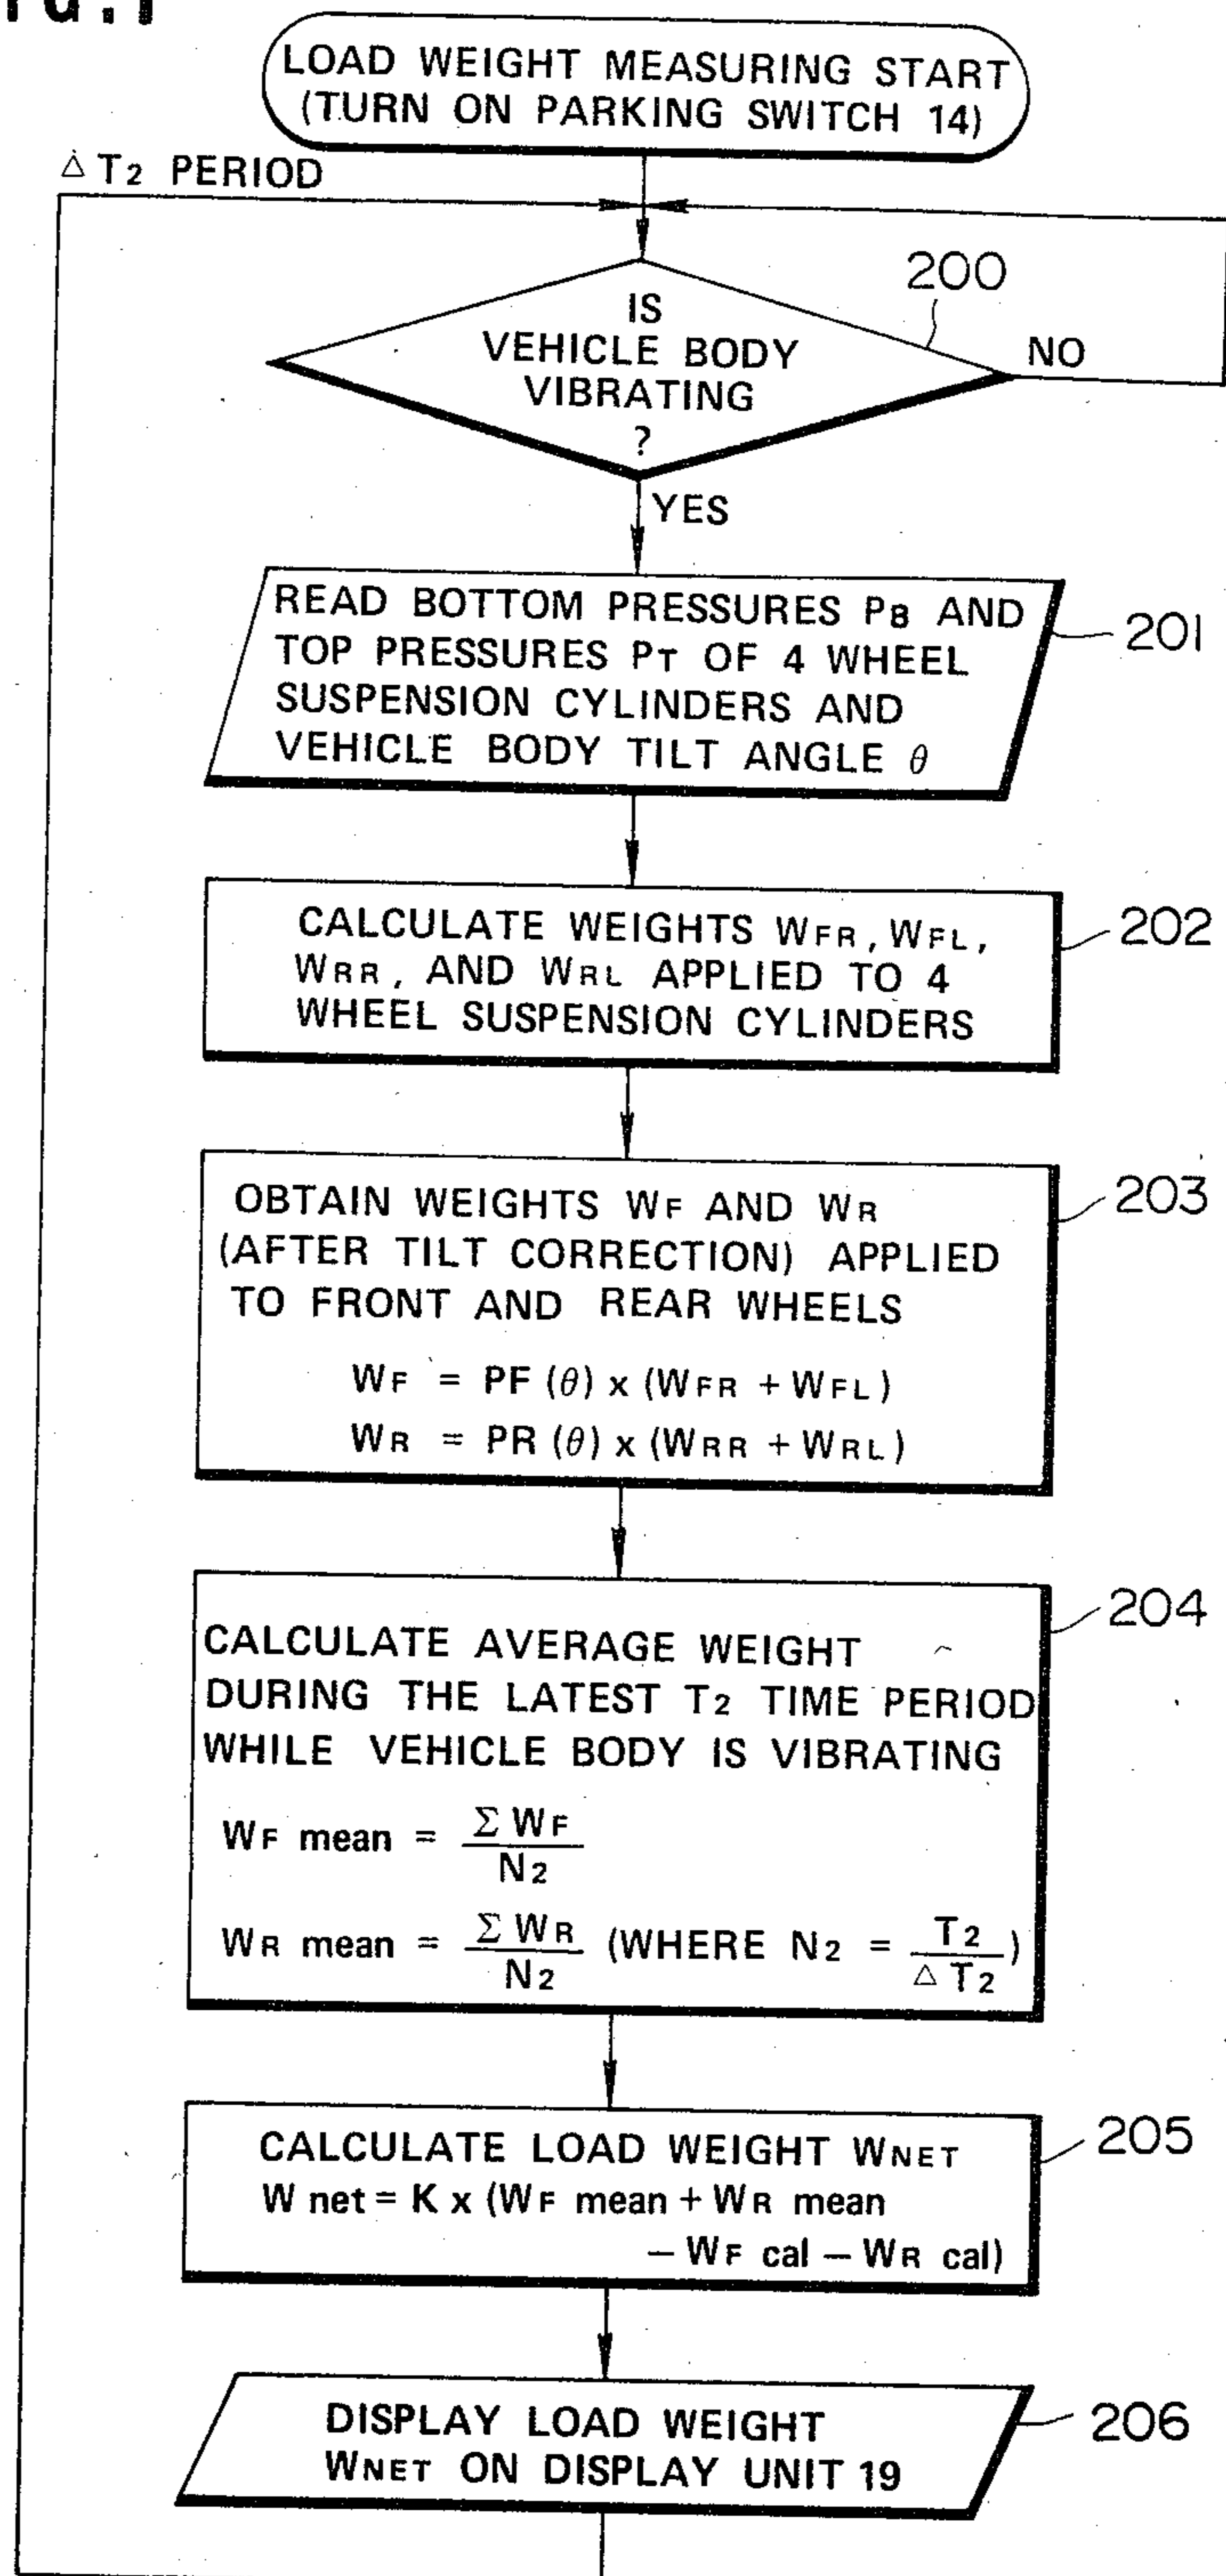 LOAD WEIGHT MEASURING START
(TURN ON PARKING SWITCH 14)
△ T2 PERIOD
200
IS
VEHICLE BODY
VIBRATING
?
NO
YES
READ BOTTOM PRESSURES PB AND
TOP PRESSURES PT OF 4 WHEEL
SUSPENSION CYLINDERS AND
VEHICLE BODY TILT ANGLE θ
201
CALCULATE WEIGHTS WFR, WFL,
WRR, AND WRL APPLIED TO 4
WHEEL SUSPENSION CYLINDERS
202
OBTAIN WEIGHTS WF AND WR
(AFTER TILT CORRECTION) APPLIED
TO FRONT AND REAR WHEELS
WF = PF (θ) x (WFR + WFL)
WR = PR (θ) x (WRR + WRL)
203
CALCULATE AVERAGE WEIGHT
DURING THE LATEST T2 TIME PERIOD
WHILE VEHICLE BODY IS VIBRATING
WF mean = Σ WF / N2
WR mean = Σ WR / N2 (WHERE N2 = T2 / △ T2)
204
CALCULATE LOAD WEIGHT WNET
W net = K x (WF mean + WR mean
– WF cal – WR cal)
205
DISPLAY LOAD WEIGHT
WNET ON DISPLAY UNIT 19
206